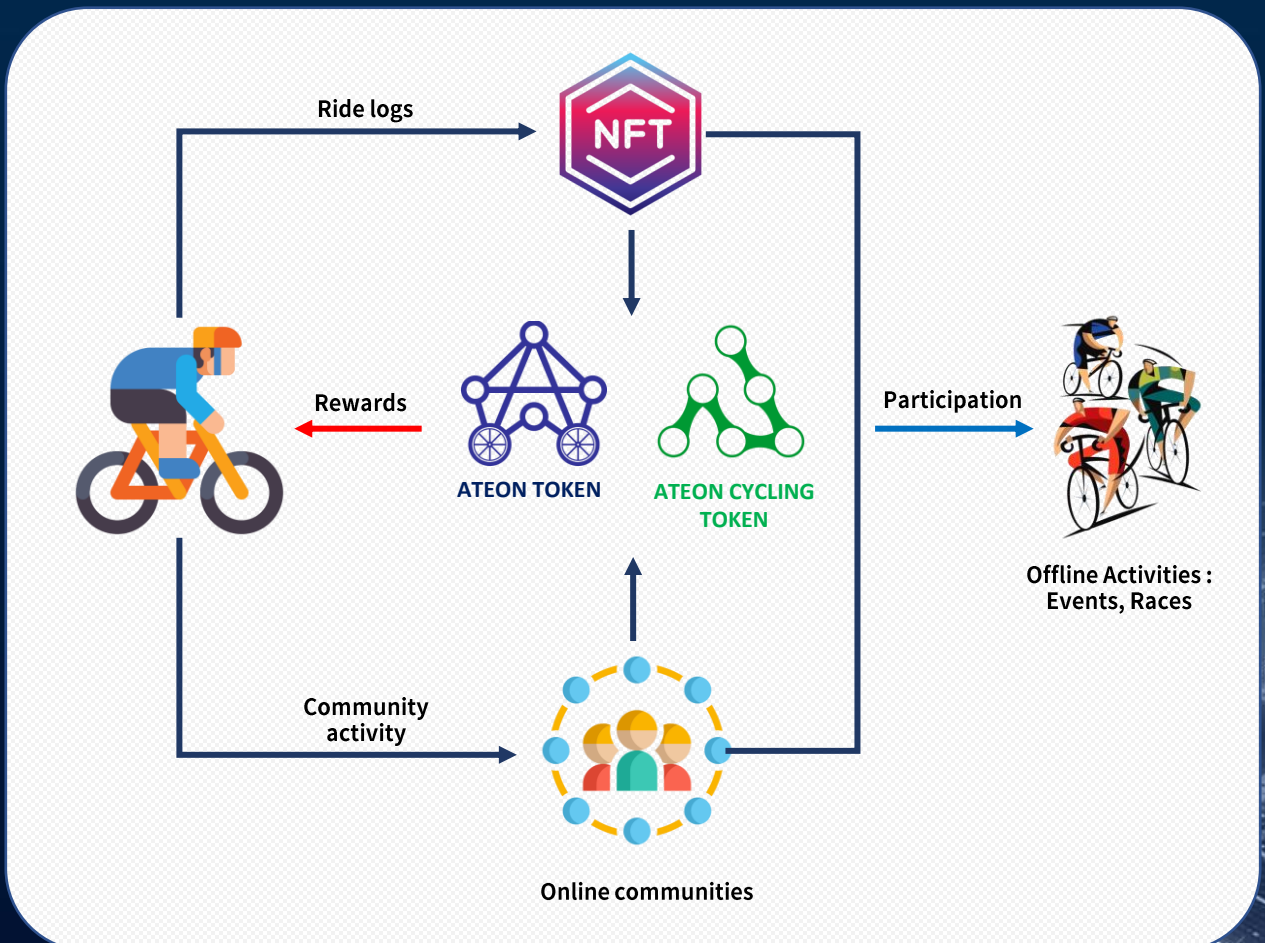 Ride logs
NFT
Rewards
Participation
ATEON TOKEN
ATEON CYCLING
TOKEN
Offline Activities :
Events, Races
Community
activity
Online communities